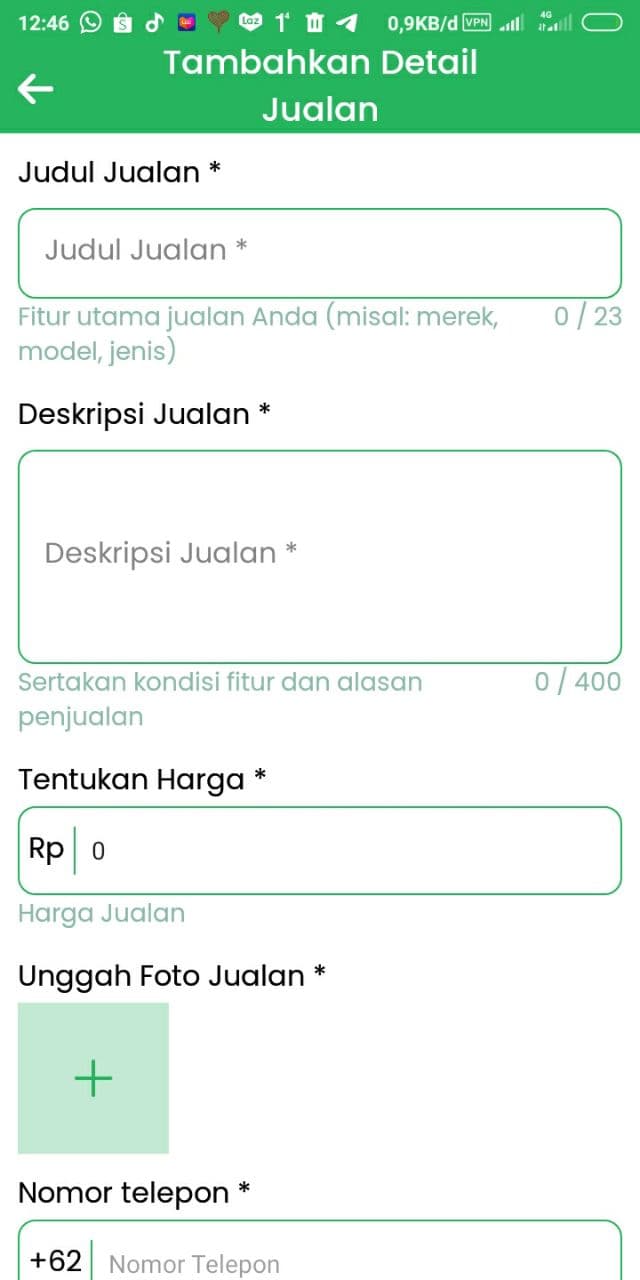 12:46 0,9KB/d VPN 4G
Tambahkan Detail
Jualan
Judul Jualan *
Judul Jualan *
Fitur utama jualan Anda (misal: merek, 0 / 23
model, jenis)
Deskripsi Jualan *
Deskripsi Jualan *
Sertakan kondisi fitur dan alasan 0 / 400
penjualan
Tentukan Harga *
Rp 0
Harga Jualan
Unggah Foto Jualan *
+
Nomor telepon *
+62 Nomor Telepon